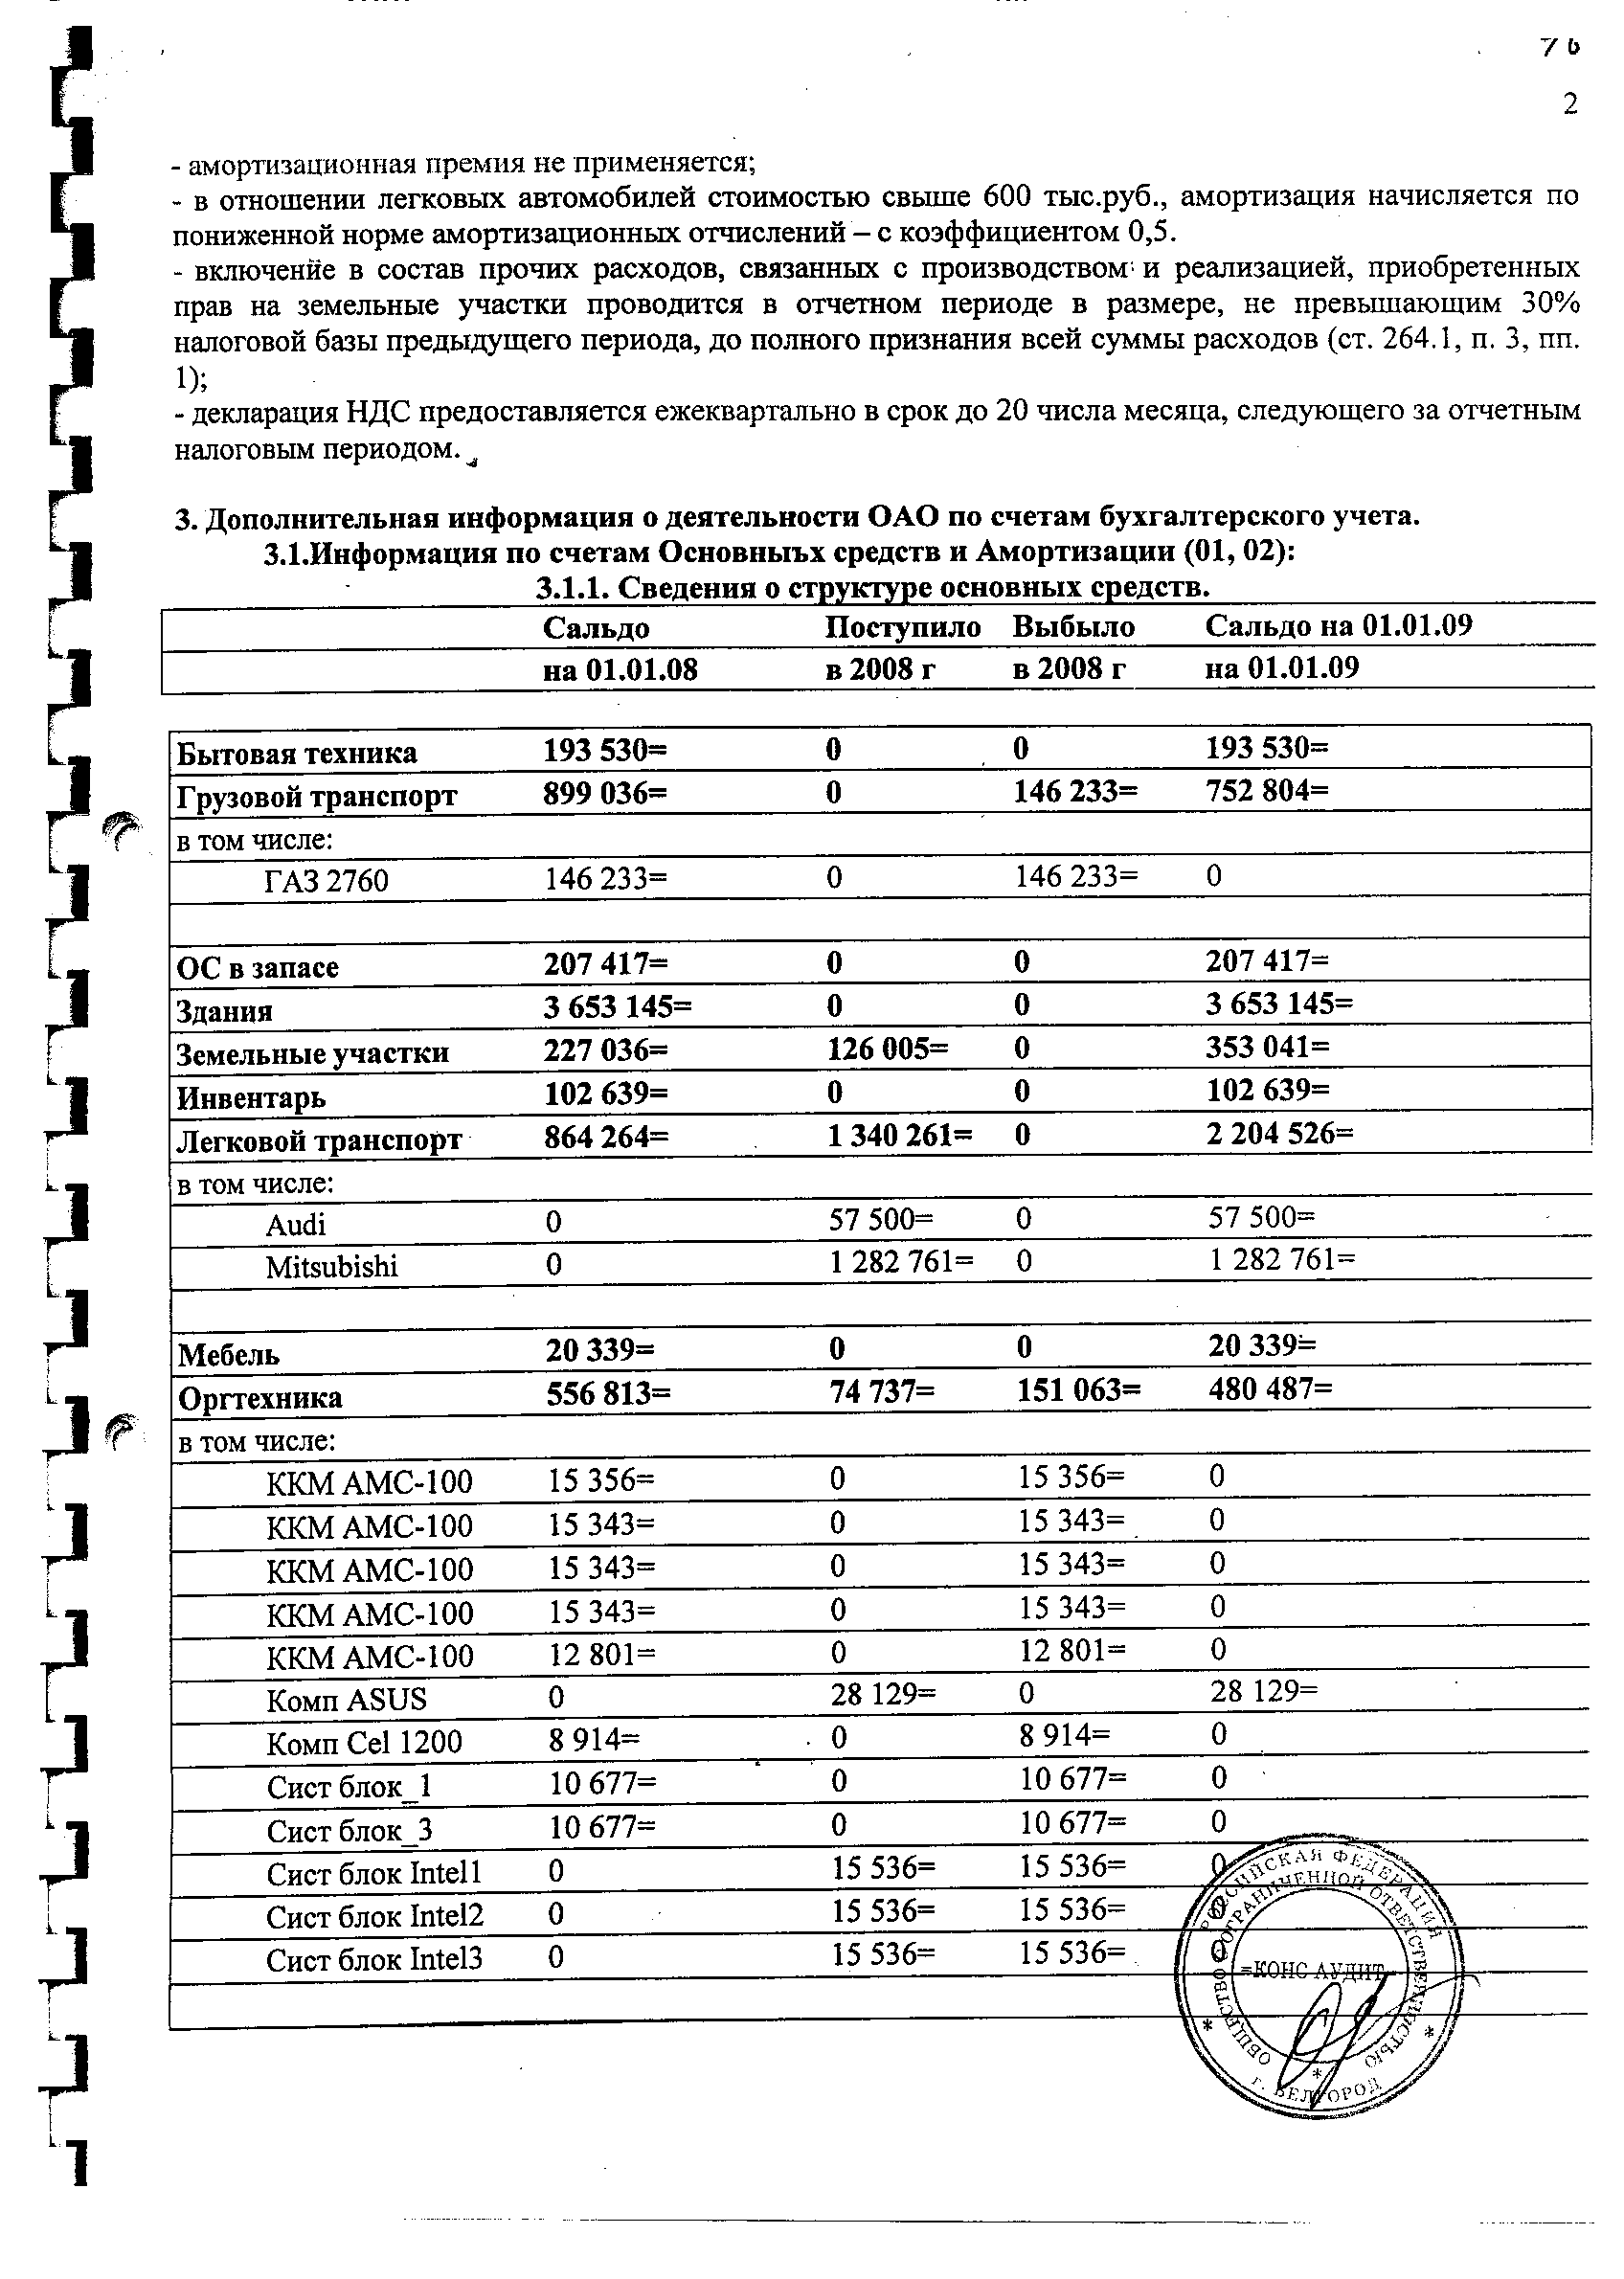 70
2
- амортизационная премия не применяется;
- в отношении легковых автомобилей стоимостью свыше 600 тыс.руб., амортизация начисляется по
пониженной норме амортизационных отчислений – с коэффициентом 0,5.
- включение в состав прочих расходов, связанных с производством и реализацией, приобретенных
прав на земельные участки проводится в отчетном периоде в размере, не превышающим 30%
налоговой базы предыдущего периода, до полного признания всей суммы расходов (ст. 264.1, п. 3, пп.
1);
- декларация НДС предоставляется ежеквартально в срок до 20 числа месяца, следующего за отчетным
налоговым периодом.
3. Дополнительная информация о деятельности ОАО по счетам бухгалтерского учета.
3.1.Информация по счетам Основныъх средств и Амортизации (01, 02):
3.1.1. Сведения о структуре основных средств.
Сальдо Поступило Выбыло Сальдо на 01.01.09
на 01.01.08 в 2008 г в 2008 г на 01.01.09
Бытовая техника 193 530= 0 0 193 530=
Грузовой транспорт 899 036= 0 146 233= 752 804=
в том числе:
ГАЗ 2760 146 233= 0 146 233= 0
ОС в запасе 207 417= 0 0 207 417=
Здания 3 653 145= 0 0 3 653 145=
Земельные участки 227 036= 126 005= 0 353 041=
Инвентарь 102 639= 0 0 102 639=
Легковой транспорт 864 264= 1 340 261= 0 2 204 526=
в том числе:
Audi 0 57 500= 0 57 500=
Mitsubishi 0 1 282 761= 0 1 282 761=
Мебель 20 339= 0 0 20 339=
Оргтехника 556 813= 74 737= 151 063= 480 487=
в том числе:
ККМ АМС-100 15 356= 0 15 356= 0
ККМ АМС-100 15 343= 0 15 343= 0
ККМ АМС-100 15 343= 0 15 343= 0
ККМ АМС-100 15 343= 0 15 343= 0
ККМ АМС-100 12 801= 0 12 801= 0
Комп ASUS 0 28 129= 0 28 129=
Комп Cel 1200 8 914= 0 8 914= 0
Сист блок_1 10 677= 0 10 677= 0
Сист блок_3 10 677= 0 10 677= 0
Сист блок Intel1 0 15 536= 15 536= 0
Сист блок Intel2 0 15 536= 15 536= 0
Сист блок Intel3 0 15 536= 15 536= 0
РОССИЙСКАЯ ФЕДЕРАЦИЯ
ОБЩЕСТВО С ОГРАНИЧЕННОЙ ОТВЕТСТВЕННОСТЬЮ
=КОНС АУДИТ
г. БЕЛГОРОД